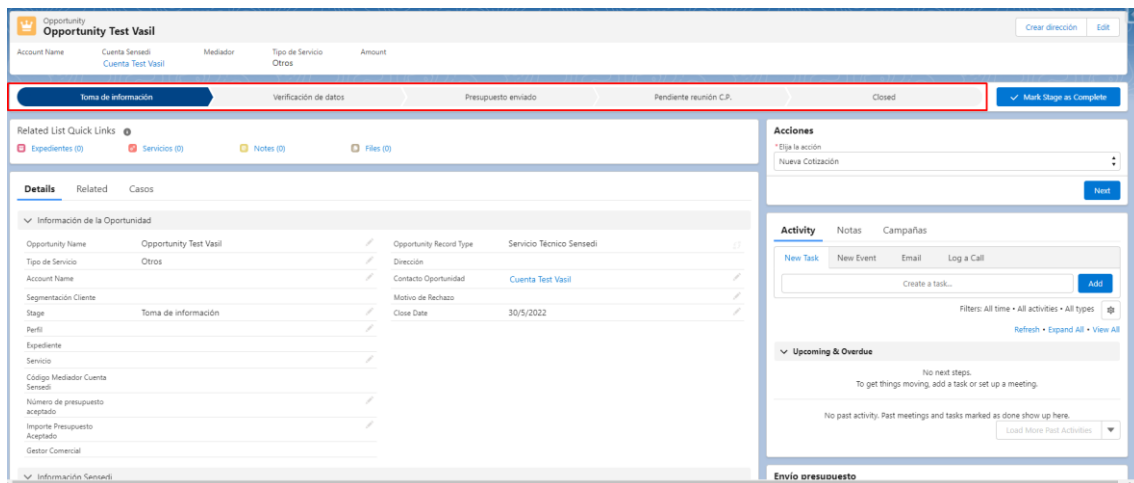 Opportunity
Opportunity Test Vasil
Crear dirección
Edit
Account Name
Cuenta Sensedi
Mediador
Tipo de Servicio
Amount
Cuenta Test Vasil
Otros
Toma de información
Verificación de datos
Presupuesto enviado
Pendiente reunión C.P.
Closed
Mark Stage as Complete
Related List Quick Links
Expedientes (0)
Servicios (0)
Notes (0)
Files (0)
Details
Related
Casos
Información de la Oportunidad
Opportunity Name
Opportunity Test Vasil
Opportunity Record Type
Servicio Técnico Sensedi
Tipo de Servicio
Otros
Dirección
Account Name
Contacto Oportunidad
Cuenta Test Vasil
Segmentación Cliente
Motivo de Rechazo
Stage
Toma de información
Close Date
30/5/2022
Perfil
Expediente
Servicio
Código Mediador Cuenta
Sensedi
Número de presupuesto
aceptado
Importe Presupuesto
Aceptado
Gestor Comercial
Información Sensedi
Acciones
*Elija la acción
Nueva Cotización
Next
Activity
Notas
Campañas
New Task
New Event
Email
Log a Call
Create a task...
Add
Filters: All time • All activities • All types
Refresh • Expand All • View All
Upcoming & Overdue
No next steps.
To get things moving, add a task or set up a meeting.
No past activity. Past meetings and tasks marked as done show up here.
Load More Past Activities
Envío presupuesto